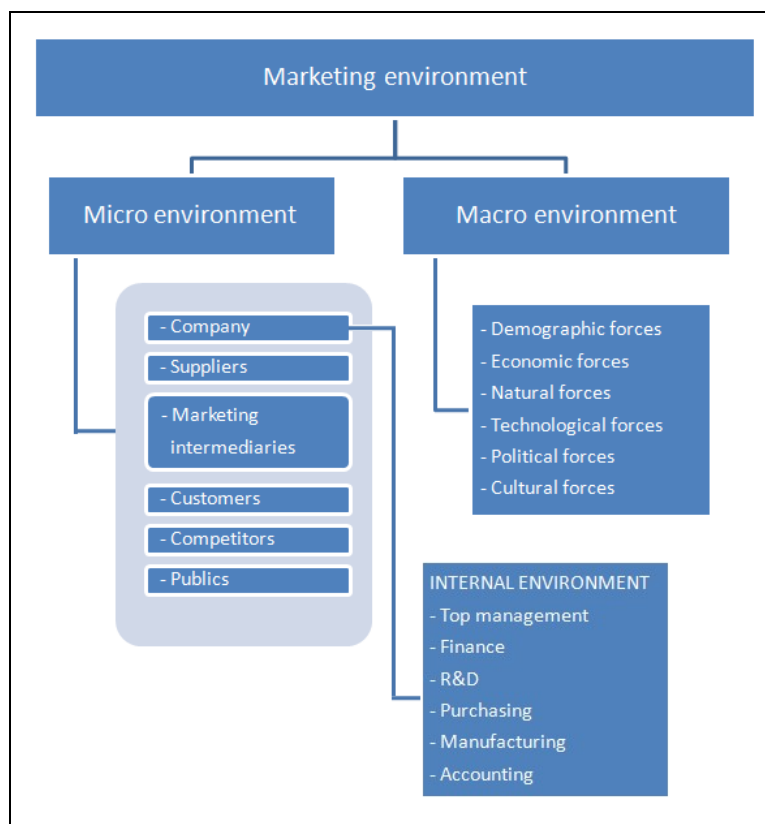 Marketing environment
Micro environment
Macro environment
- Company
- Suppliers
- Marketing
intermediaries
- Customers
- Competitors
- Publics
- Demographic forces
- Economic forces
- Natural forces
- Technological forces
- Political forces
- Cultural forces
INTERNAL ENVIRONMENT
- Top management
- Finance
- R&D
- Purchasing
- Manufacturing
- Accounting